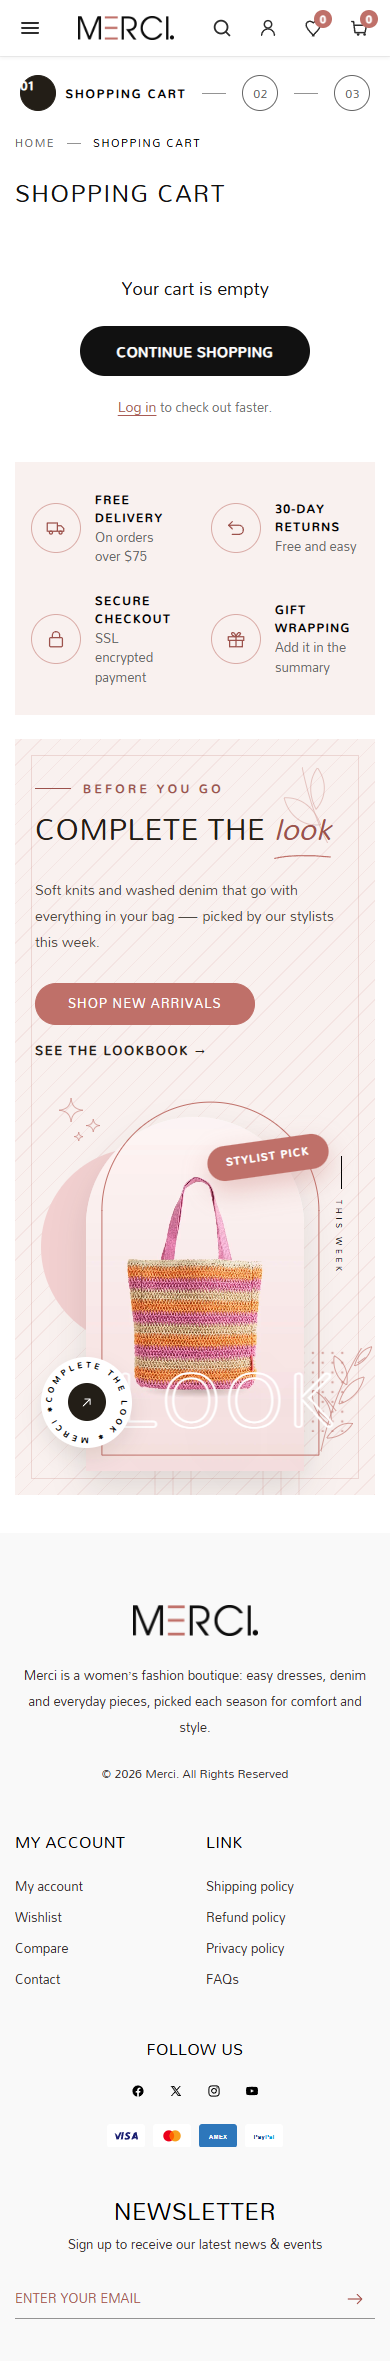 MERCI.
0
0
01
SHOPPING CART
02
03
HOME — SHOPPING CART
SHOPPING CART
Your cart is empty
CONTINUE SHOPPING
Log in to check out faster.
FREE
DELIVERY
On orders
over $75
30-DAY
RETURNS
Free and easy
SECURE
CHECKOUT
SSL
encrypted
payment
GIFT
WRAPPING
Add it in the
summary
BEFORE YOU GO
COMPLETE THE look
Soft knits and washed denim that go with
everything in your bag — picked by our stylists
this week.
SHOP NEW ARRIVALS
SEE THE LOOKBOOK →
STYLIST PICK
THIS WEEK
LOOK
COMPLETE THE LOOK • MERCI •
MERCI.
Merci is a women's fashion boutique: easy dresses, denim
and everyday pieces, picked each season for comfort and
style.
© 2026 Merci. All Rights Reserved
MY ACCOUNT
My account
Wishlist
Compare
Contact
LINK
Shipping policy
Refund policy
Privacy policy
FAQs
FOLLOW US
VISA
AMEX
PayPal
NEWSLETTER
Sign up to receive our latest news & events
ENTER YOUR EMAIL